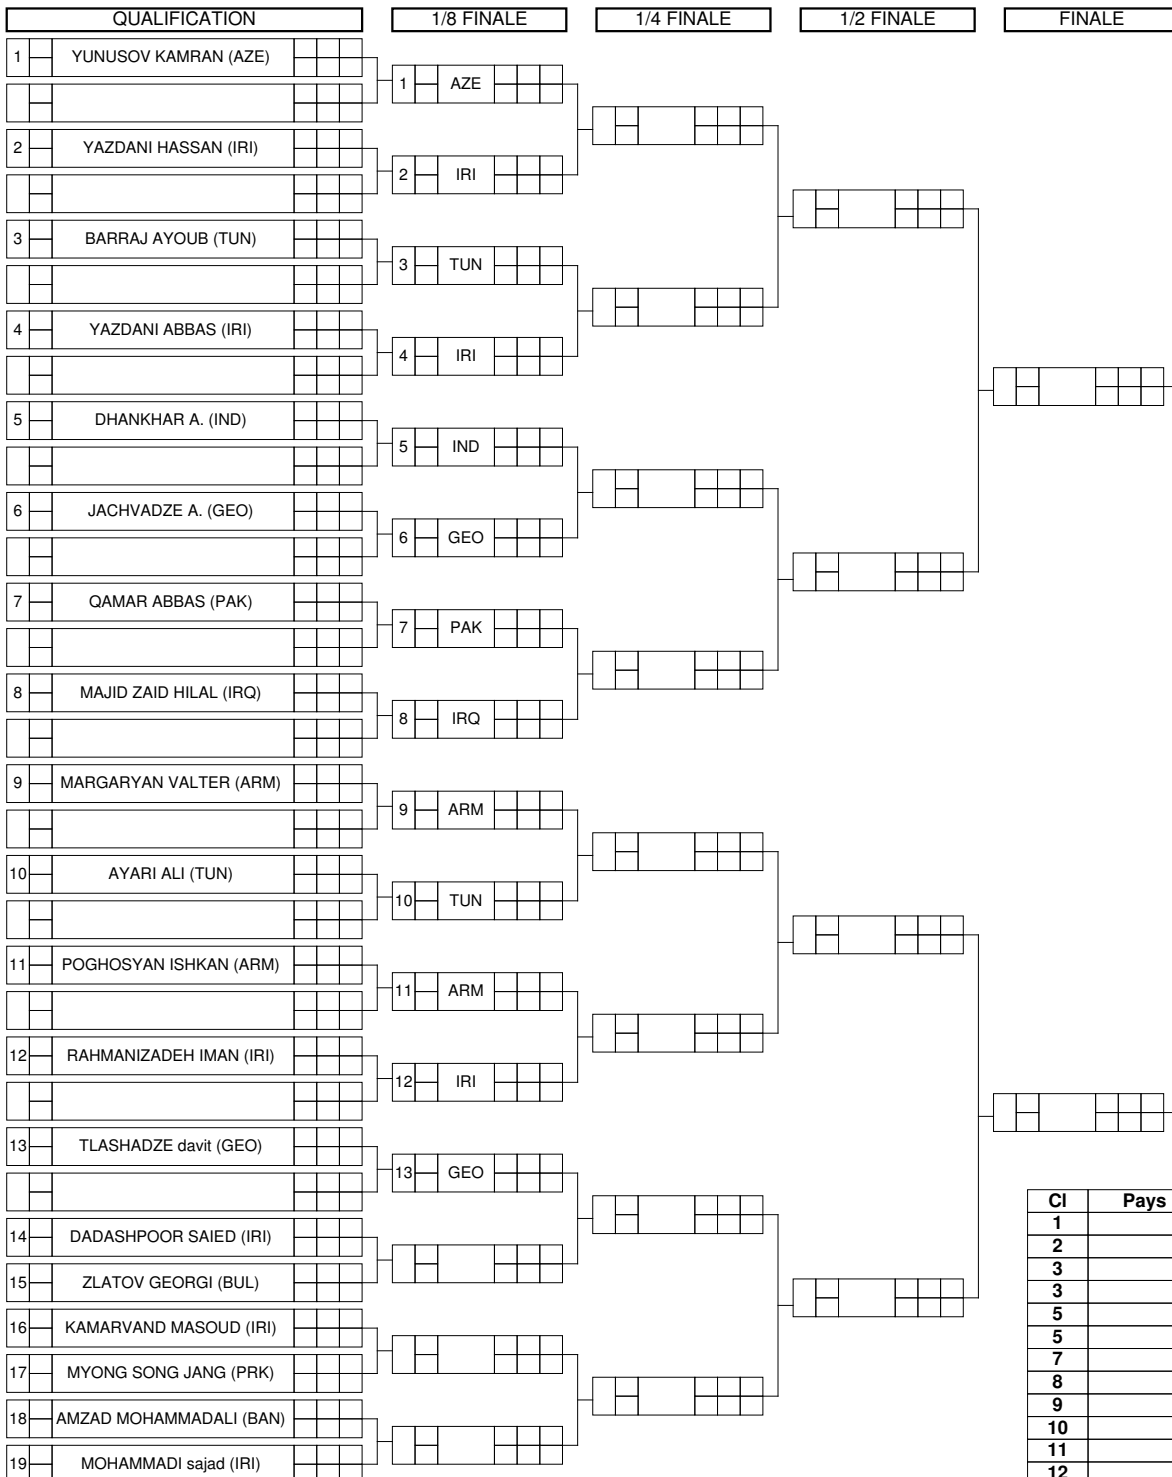 QUALIFICATION 1/8 FINALE 1/4 FINALE 1/2 FINALE FINALE
1 YUNUSOV KAMRAN (AZE)
1 AZE
2 YAZDANI HASSAN (IRI)
2 IRI
3 BARRAJ AYOUB (TUN)
3 TUN
4 YAZDANI ABBAS (IRI)
4 IRI
5 DHANKHAR A. (IND)
5 IND
6 JACHVADZE A. (GEO)
6 GEO
7 QAMAR ABBAS (PAK)
7 PAK
8 MAJID ZAID HILAL (IRQ)
8 IRQ
9 MARGARYAN VALTER (ARM)
9 ARM
10 AYARI ALI (TUN)
10 TUN
11 POGHOSYAN ISHKAN (ARM)
11 ARM
12 RAHMANIZADEH IMAN (IRI)
12 IRI
13 TLASHADZE davit (GEO)
13 GEO
14 DADASHPOOR SAIED (IRI)
15 ZLATOV GEORGI (BUL)
16 KAMARVAND MASOUD (IRI)
17 MYONG SONG JANG (PRK)
18 AMZAD MOHAMMADALI (BAN)
19 MOHAMMADI sajad (IRI)
Cl Pays
1
2
3
3
5
5
7
8
9
10
11
12